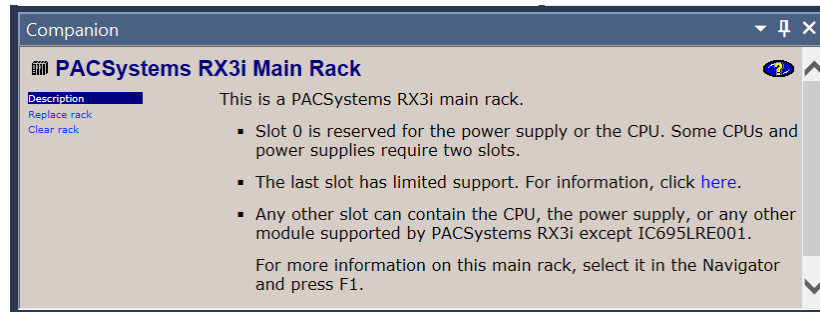 Companion
PACSystems RX3i Main Rack
Description
Replace rack
Clear rack
This is a PACSystems RX3i main rack.
▪ Slot 0 is reserved for the power supply or the CPU. Some CPUs and
power supplies require two slots.
▪ The last slot has limited support. For information, click here.
▪ Any other slot can contain the CPU, the power supply, or any other
module supported by PACSystems RX3i except IC695LRE001.
For more information on this main rack, select it in the Navigator
and press F1.